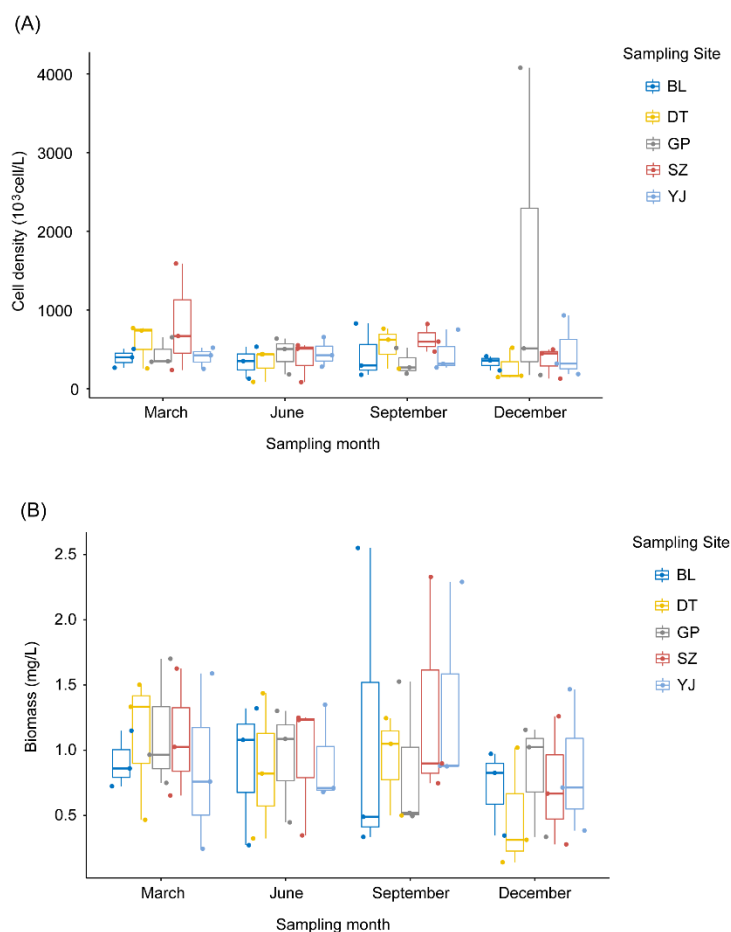 (A)
Cell density (10³cell/L)
4000
3000
2000
1000
0
March June September December
Sampling month
Sampling Site
BL
DT
GP
SZ
YJ
(B)
Biomass (mg/L)
2.5
2.0
1.5
1.0
0.5
March June September December
Sampling month
Sampling Site
BL
DT
GP
SZ
YJ